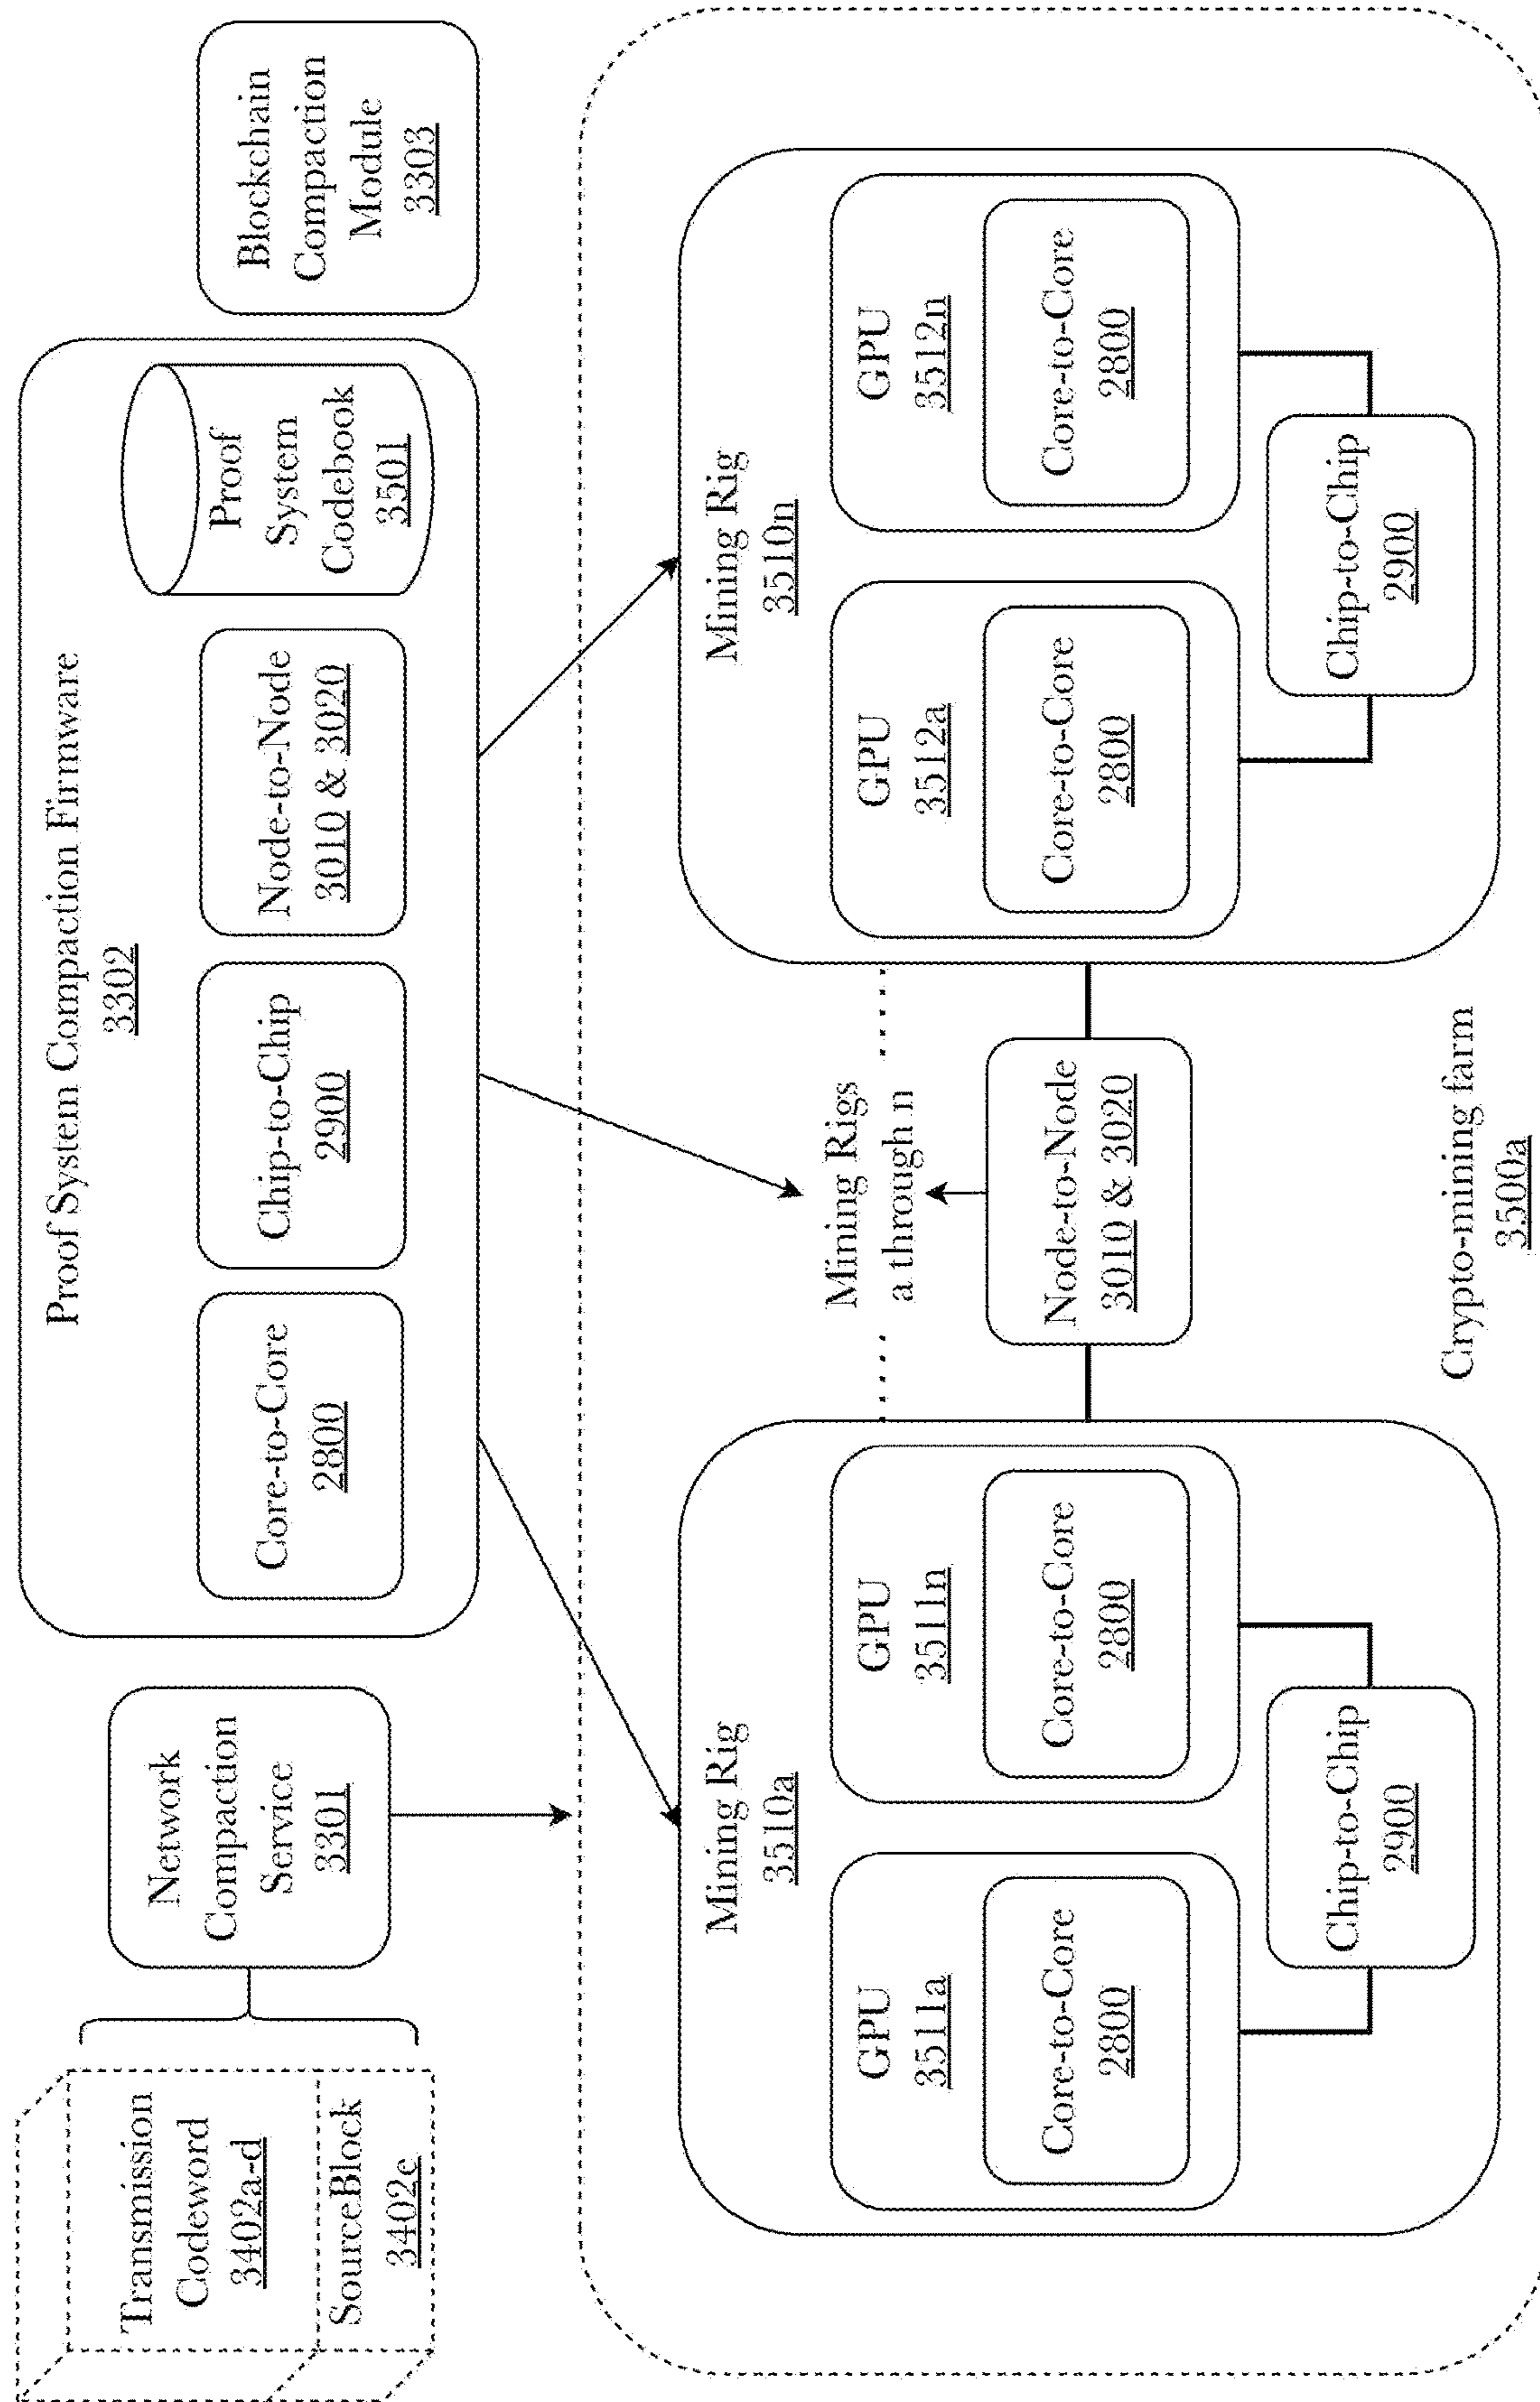 Transmission
Codeword
3402a-d
SourceBlock
3402e
Network
Compaction
Service
3301
Proof System Compaction Firmware
3302
Core-to-Core
2800
Chip-to-Chip
2900
Node-to-Node
3010 & 3020
Proof
System
Codebook
3501
Blockchain
Compaction
Module
3303
Mining Rig
3510a
GPU
3511a
Core-to-Core
2800
GPU
3511n
Core-to-Core
2800
Chip-to-Chip
2900
Mining Rigs
a through n
Node-to-Node
3010 & 3020
Mining Rig
3510n
GPU
3512a
Core-to-Core
2800
GPU
3512n
Core-to-Core
2800
Chip-to-Chip
2900
Crypto-mining farm
3500a